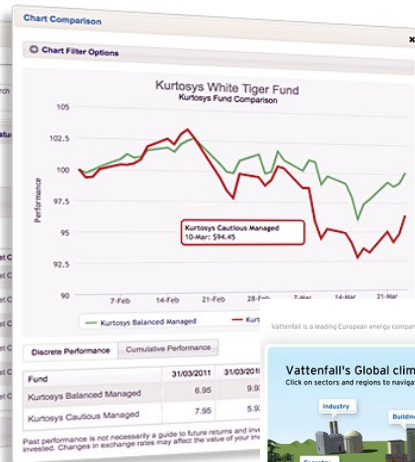 Chart Comparison
Chart Filter Options
Kurtosys White Tiger Fund
Kurtosys Fund Comparison
105
102.5
100
97.5
95
92.5
90
Performance
Kurtosys Cautious Managed
10-Mar: $94.45
7-Feb 14-Feb 21-Feb 28-Feb 7-Mar 14-Mar 21-Mar
Kurtosys Balanced Managed
Vattenfall is a leading European energy
Discrete Performance Cumulative Performance
Fund 31/03/2011
Kurtosys Balanced Managed 6.95
Kurtosys Cautious Managed 7.95
Past performance is not necessarily a guide to future returns and
invested. Changes in exchange rates may affect the value of your
Vattenfall's Global
Click on sectors and regions to
Industry